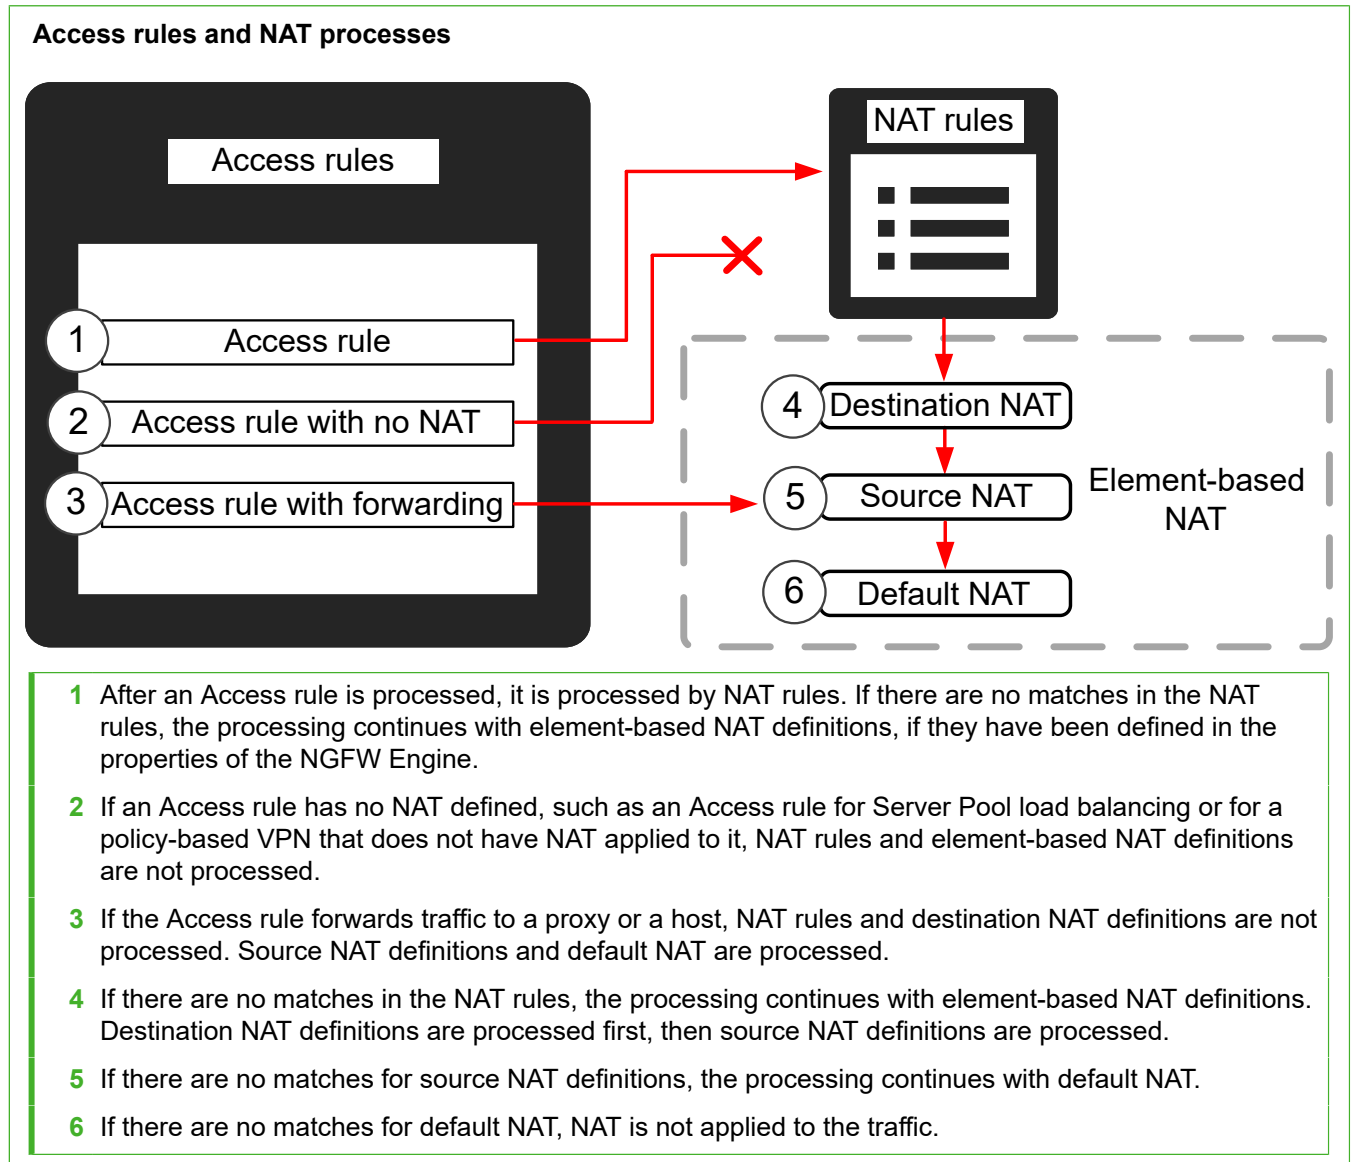 Access rules and NAT processes
Access rules
NAT rules
1 Access rule
2 Access rule with no NAT
3 Access rule with forwarding
4 Destination NAT
5 Source NAT
6 Default NAT
Element-based
NAT
1 After an Access rule is processed, it is processed by NAT rules. If there are no matches in the NAT
rules, the processing continues with element-based NAT definitions, if they have been defined in the
properties of the NGFW Engine.
2 If an Access rule has no NAT defined, such as an Access rule for Server Pool load balancing or for a
policy-based VPN that does not have NAT applied to it, NAT rules and element-based NAT definitions
are not processed.
3 If the Access rule forwards traffic to a proxy or a host, NAT rules and destination NAT definitions are not
processed. Source NAT definitions and default NAT are processed.
4 If there are no matches in the NAT rules, the processing continues with element-based NAT definitions.
Destination NAT definitions are processed first, then source NAT definitions are processed.
5 If there are no matches for source NAT definitions, the processing continues with default NAT.
6 If there are no matches for default NAT, NAT is not applied to the traffic.